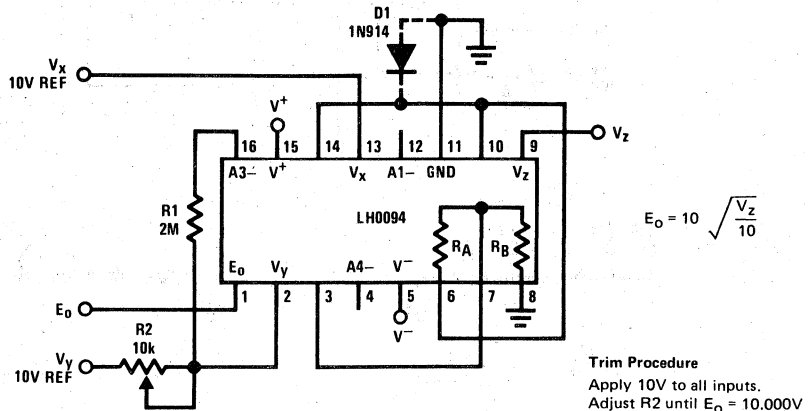 D1
1N914
Vx
10V REF
V+
16 15 14 13 12 11 10 9
Vz
A3– V+ Vx A1– GND Vz
R1
2M
LH0094
RA RB
Eo = 10 √(Vz/10)
Eo Vy A4– V–
1 2 3 4 5 6 7 8
Eo
V–
R2
10k
Vy
10V REF
Trim Procedure
Apply 10V to all inputs.
Adjust R2 until Eo = 10.000V